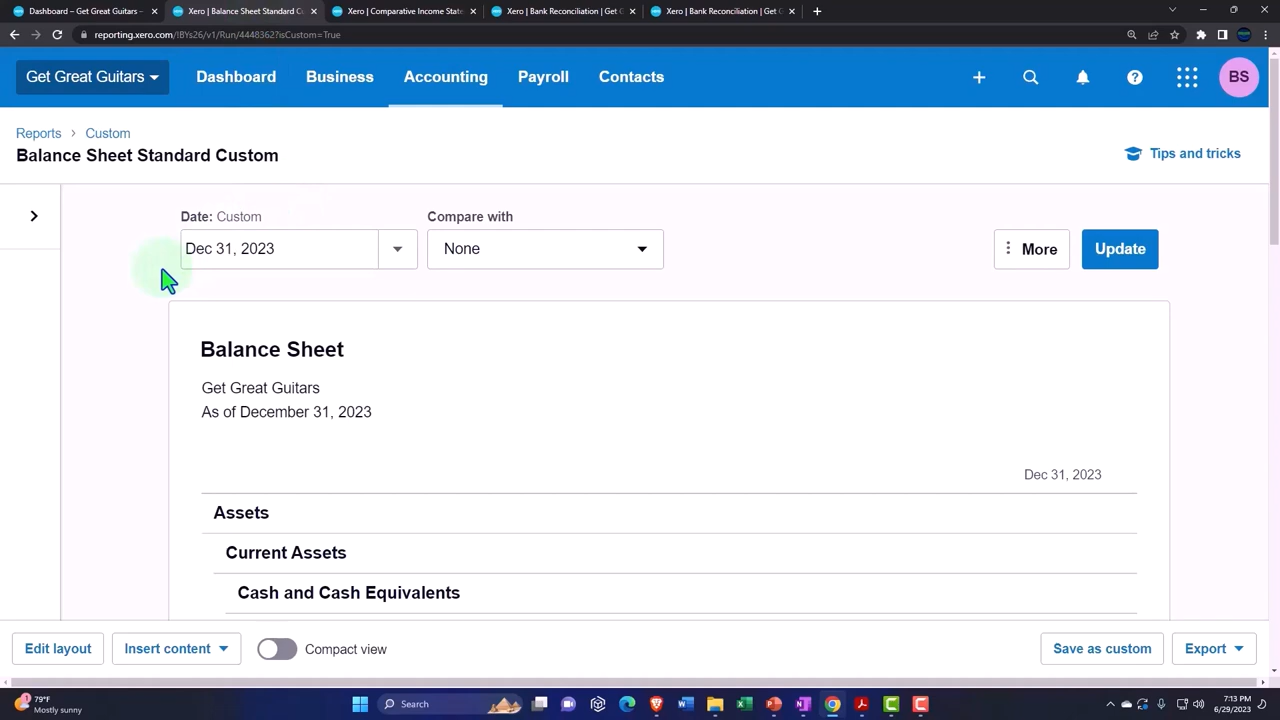 Dashboard – Get Great Guitars –
Xero | Balance Sheet Standard C
Xero | Comparative Income State
Xero | Bank Reconciliation | Get G
Xero | Bank Reconciliation | Get G
reporting.xero.com/!BYs26/v1/Run/4448362?isCustom=True
Get Great Guitars
Dashboard
Business
Accounting
Payroll
Contacts
BS
Reports > Custom
Balance Sheet Standard Custom
Tips and tricks
Date: Custom
Compare with
Dec 31, 2023
None
More
Update
Balance Sheet
Get Great Guitars
As of December 31, 2023
Dec 31, 2023
Assets
Current Assets
Cash and Cash Equivalents
Edit layout
Insert content
Compact view
Save as custom
Export
79°F
Mostly sunny
Search
7:13 PM
6/29/2023